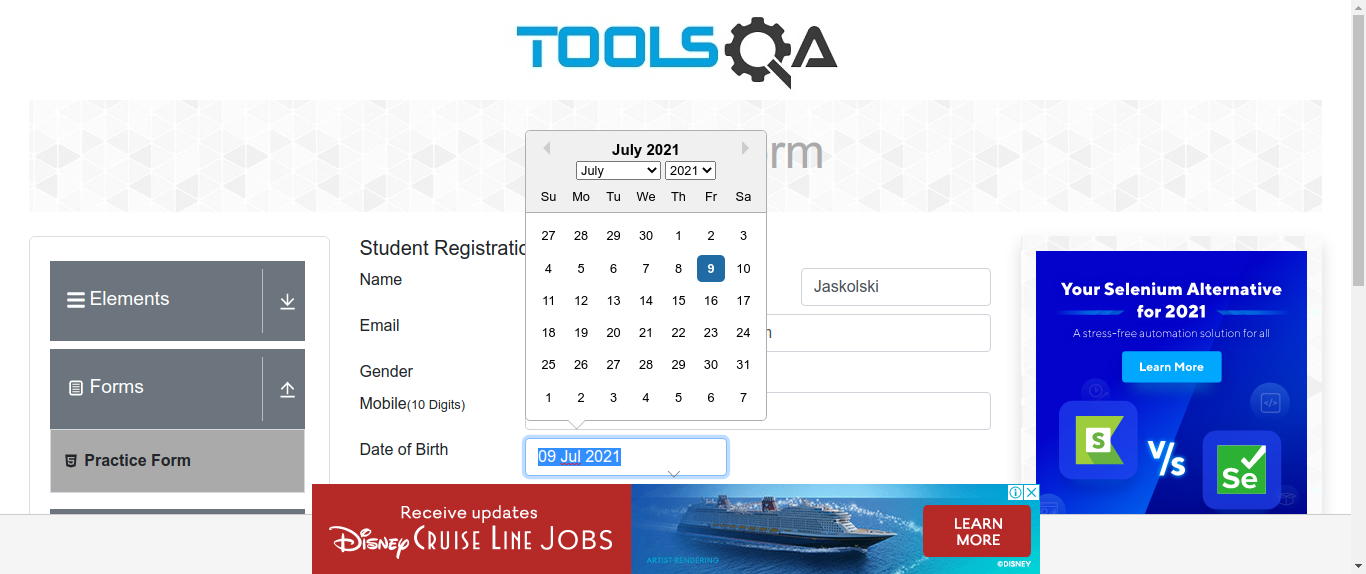 TOOLSQA
rm
July 2021
July 2021
Su Mo Tu We Th Fr Sa
27 28 29 30 1 2 3
4 5 6 7 8 9 10
11 12 13 14 15 16 17
18 19 20 21 22 23 24
25 26 27 28 29 30 31
1 2 3 4 5 6 7
Elements
Forms
Practice Form
Student Registratio
Name
Jaskolski
Email
m
Gender
Mobile(10 Digits)
Date of Birth
09 Jul 2021
Your Selenium Alternative
for 2021
A stress-free automation solution for all
Learn More
S
V/s
Se
Receive updates
Disney CRUISE LINE JOBS
ARTIST RENDERING
LEARN
MORE
©DISNEY